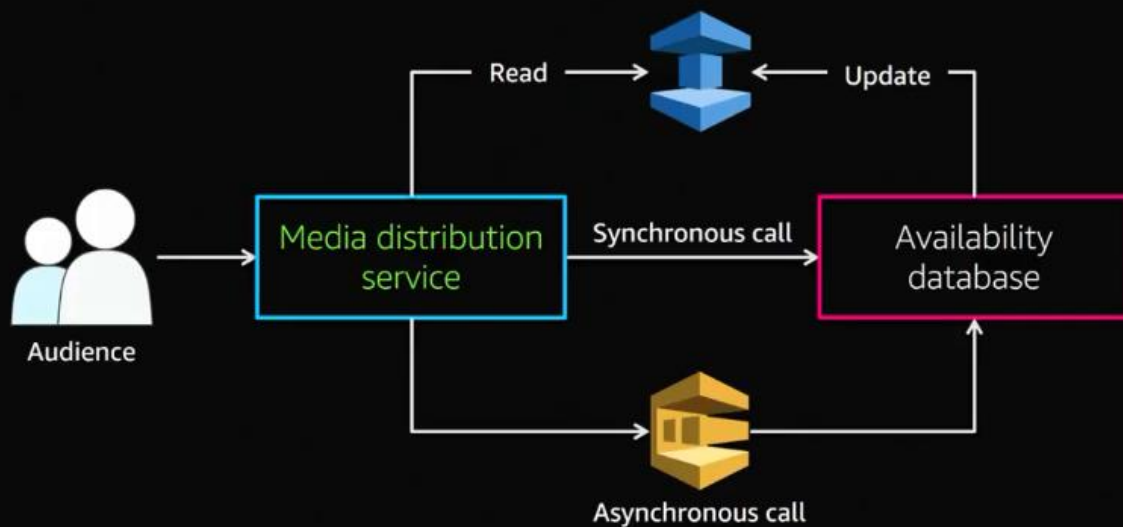 Read
Update
Media distribution
service
Synchronous call
Availability
database
Audience
Asynchronous call